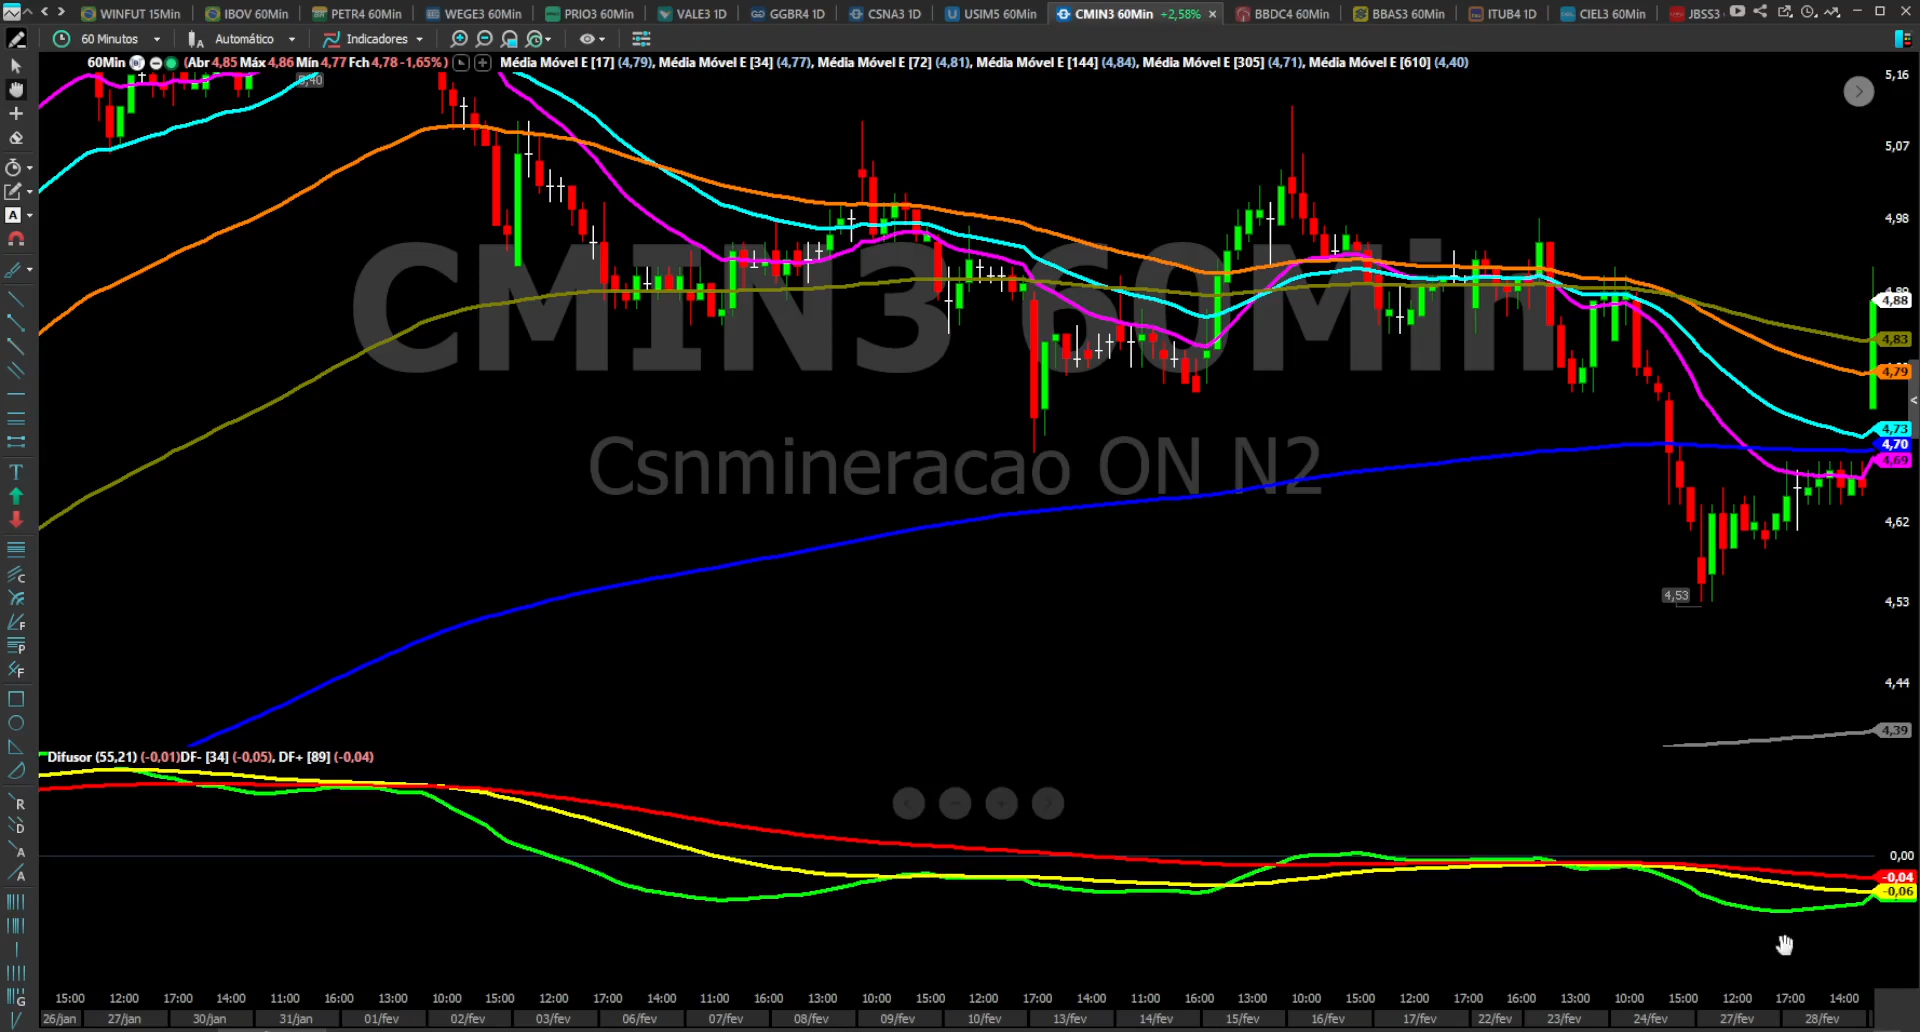 WINFUT 15Min IBOV 60Min PETR4 60Min WEGE3 60Min PRIO3 60Min VALE3 1D GGBR4 1D CSNA3 1D USIM5 60Min CMIN3 60Min +2,58% BBDC4 60Min BBAS3 60Min ITUB4 1D CIEL3 60Min JBSS3
60 Minutos Automático Indicadores
60Min (Abr 4,85 Máx 4,86 Mín 4,77 Fch 4,78 -1,65%) Média Móvel E [17] (4,79), Média Móvel E [34] (4,77), Média Móvel E [72] (4,81), Média Móvel E [144] (4,84), Média Móvel E [305] (4,71), Média Móvel E [610] (4,40)
5,16
5,07
4,98
4,88
4,83
4,79
4,73
4,70
4,69
4,62
4,53
4,44
4,39
CMIN3 60Min
Csnmineracao ON N2
4,53
Difusor (55,21) (-0,01)DF- [34] (-0,05), DF+ [89] (-0,04)
0,00
-0,04
-0,06
15:00 12:00 17:00 14:00 11:00 16:00 13:00 10:00 15:00 12:00 17:00 14:00 11:00 16:00 13:00 10:00 15:00 12:00 17:00 14:00 11:00 16:00 13:00 10:00 15:00 12:00 17:00 16:00 13:00 10:00 15:00 12:00 17:00 14:00
26/jan 27/jan 30/jan 31/jan 01/fev 02/fev 03/fev 06/fev 07/fev 08/fev 09/fev 10/fev 13/fev 14/fev 15/fev 16/fev 17/fev 22/fev 23/fev 24/fev 27/fev 28/fev